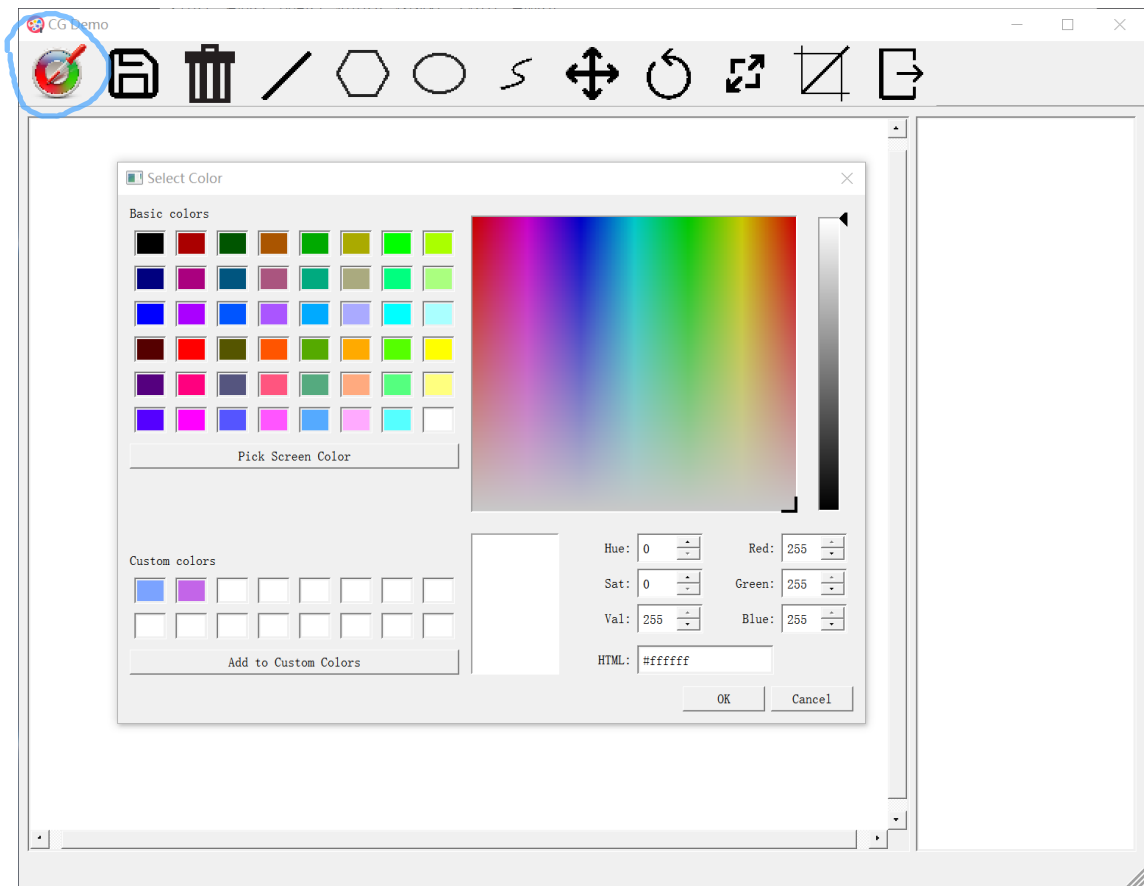 CG Demo
Select Color
Basic colors
Pick Screen Color
Custom colors
Add to Custom Colors
Hue: 0 Red: 255
Sat: 0 Green: 255
Val: 255 Blue: 255
HTML: #ffffff
OK Cancel